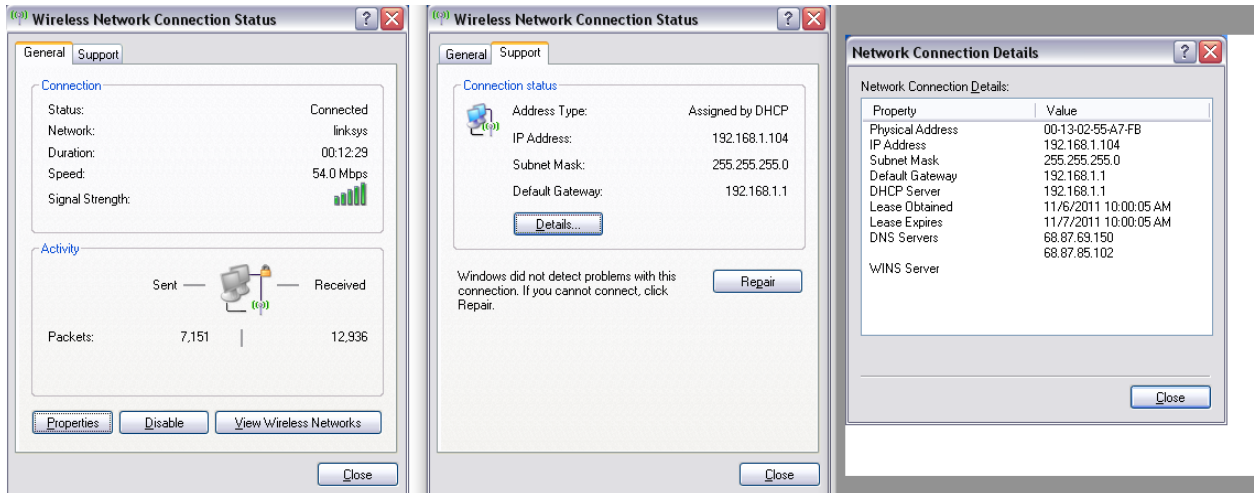 Wireless Network Connection Status
General Support
Connection
Status: Connected
Network: linksys
Duration: 00:12:29
Speed: 54.0 Mbps
Signal Strength:
Activity
Sent — — Received
Packets: 7,151 | 12,936
Properties Disable View Wireless Networks
Close
Wireless Network Connection Status
General Support
Connection status
Address Type: Assigned by DHCP
IP Address: 192.168.1.104
Subnet Mask: 255.255.255.0
Default Gateway: 192.168.1.1
Details...
Windows did not detect problems with this
connection. If you cannot connect, click
Repair.
Repair
Close
Network Connection Details
Network Connection Details:
Property Value
Physical Address 00-13-02-55-A7-FB
IP Address 192.168.1.104
Subnet Mask 255.255.255.0
Default Gateway 192.168.1.1
DHCP Server 192.168.1.1
Lease Obtained 11/6/2011 10:00:05 AM
Lease Expires 11/7/2011 10:00:05 AM
DNS Servers 68.87.69.150
68.87.85.102
WINS Server
Close